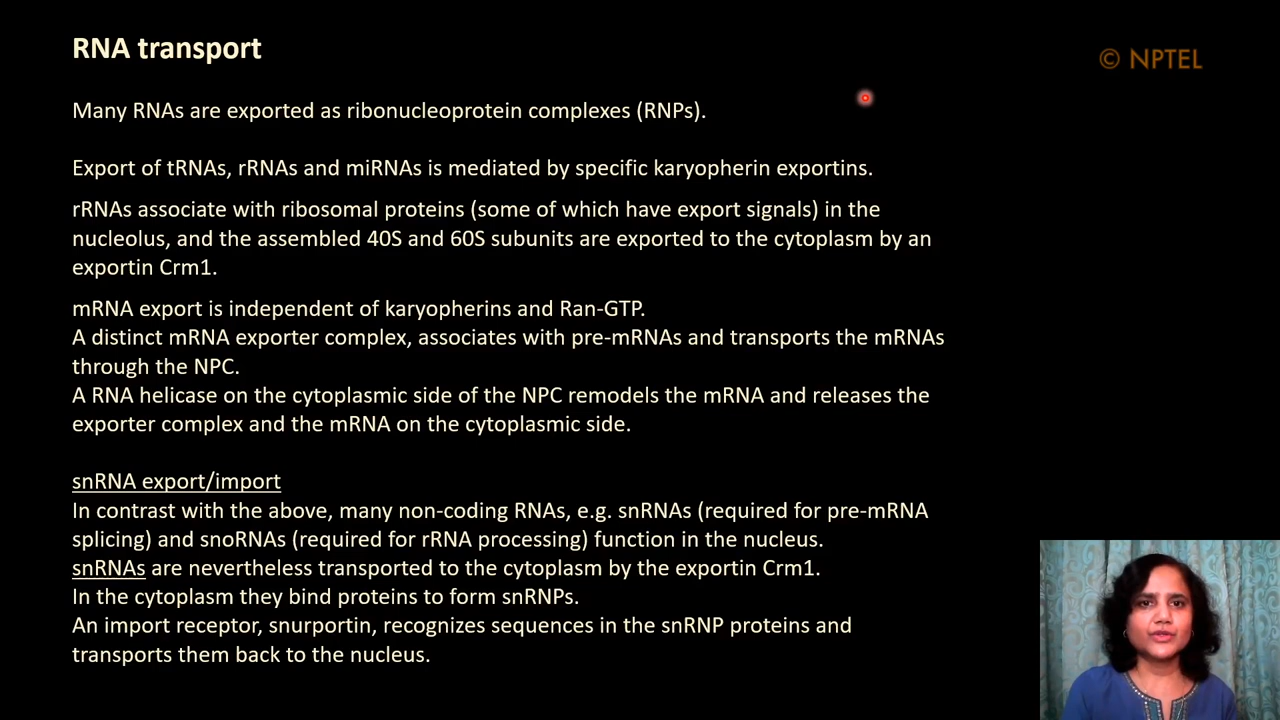 RNA transport
© NPTEL
Many RNAs are exported as ribonucleoprotein complexes (RNPs).
Export of tRNAs, rRNAs and miRNAs is mediated by specific karyopherin exportins.
rRNAs associate with ribosomal proteins (some of which have export signals) in the
nucleolus, and the assembled 40S and 60S subunits are exported to the cytoplasm by an
exportin Crm1.
mRNA export is independent of karyopherins and Ran-GTP.
A distinct mRNA exporter complex, associates with pre-mRNAs and transports the mRNAs
through the NPC.
A RNA helicase on the cytoplasmic side of the NPC remodels the mRNA and releases the
exporter complex and the mRNA on the cytoplasmic side.
snRNA export/import
In contrast with the above, many non-coding RNAs, e.g. snRNAs (required for pre-mRNA
splicing) and snoRNAs (required for rRNA processing) function in the nucleus.
snRNAs are nevertheless transported to the cytoplasm by the exportin Crm1.
In the cytoplasm they bind proteins to form snRNPs.
An import receptor, snurportin, recognizes sequences in the snRNP proteins and
transports them back to the nucleus.